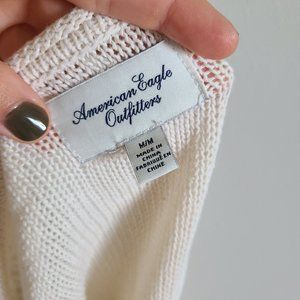 American Eagle
Outfitters
M/M
MADE IN
CHINA
FABRIQUÉ EN
CHINE